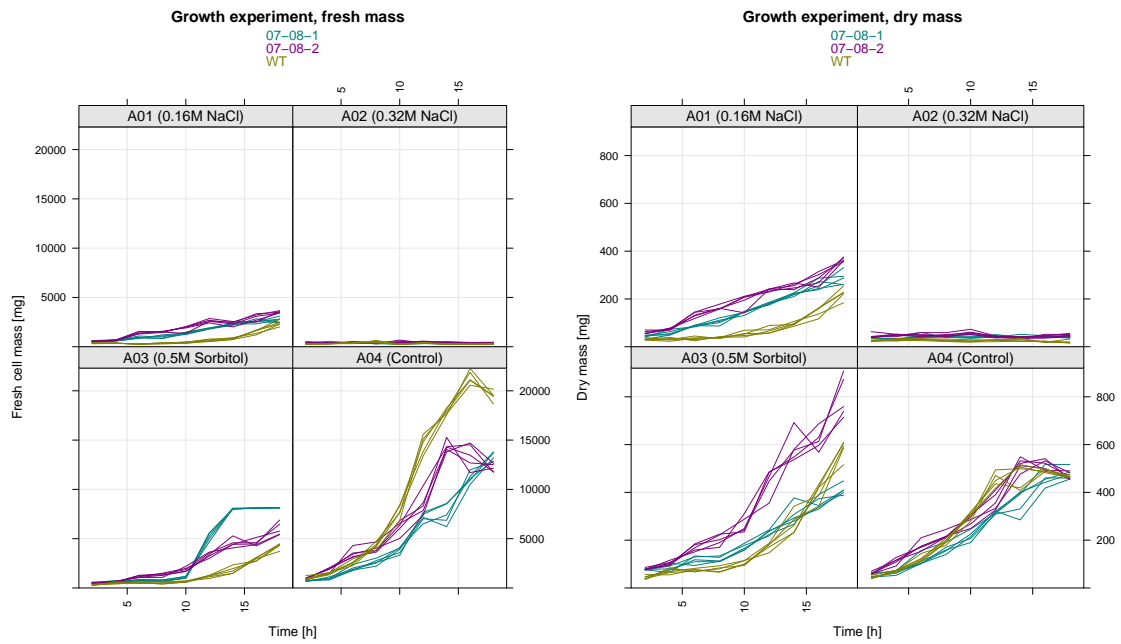 Growth experiment, fresh mass
07−08−1
07−08−2
WT
5
10
15
A01 (0.16M NaCl)
A02 (0.32M NaCl)
20000
15000
10000
5000
A03 (0.5M Sorbitol)
A04 (Control)
20000
15000
10000
5000
5
10
15
Fresh cell mass [mg]
Time [h]
Growth experiment, dry mass
07−08−1
07−08−2
WT
5
10
15
A01 (0.16M NaCl)
A02 (0.32M NaCl)
800
600
400
200
A03 (0.5M Sorbitol)
A04 (Control)
800
600
400
200
5
10
15
Dry mass [mg]
Time [h]